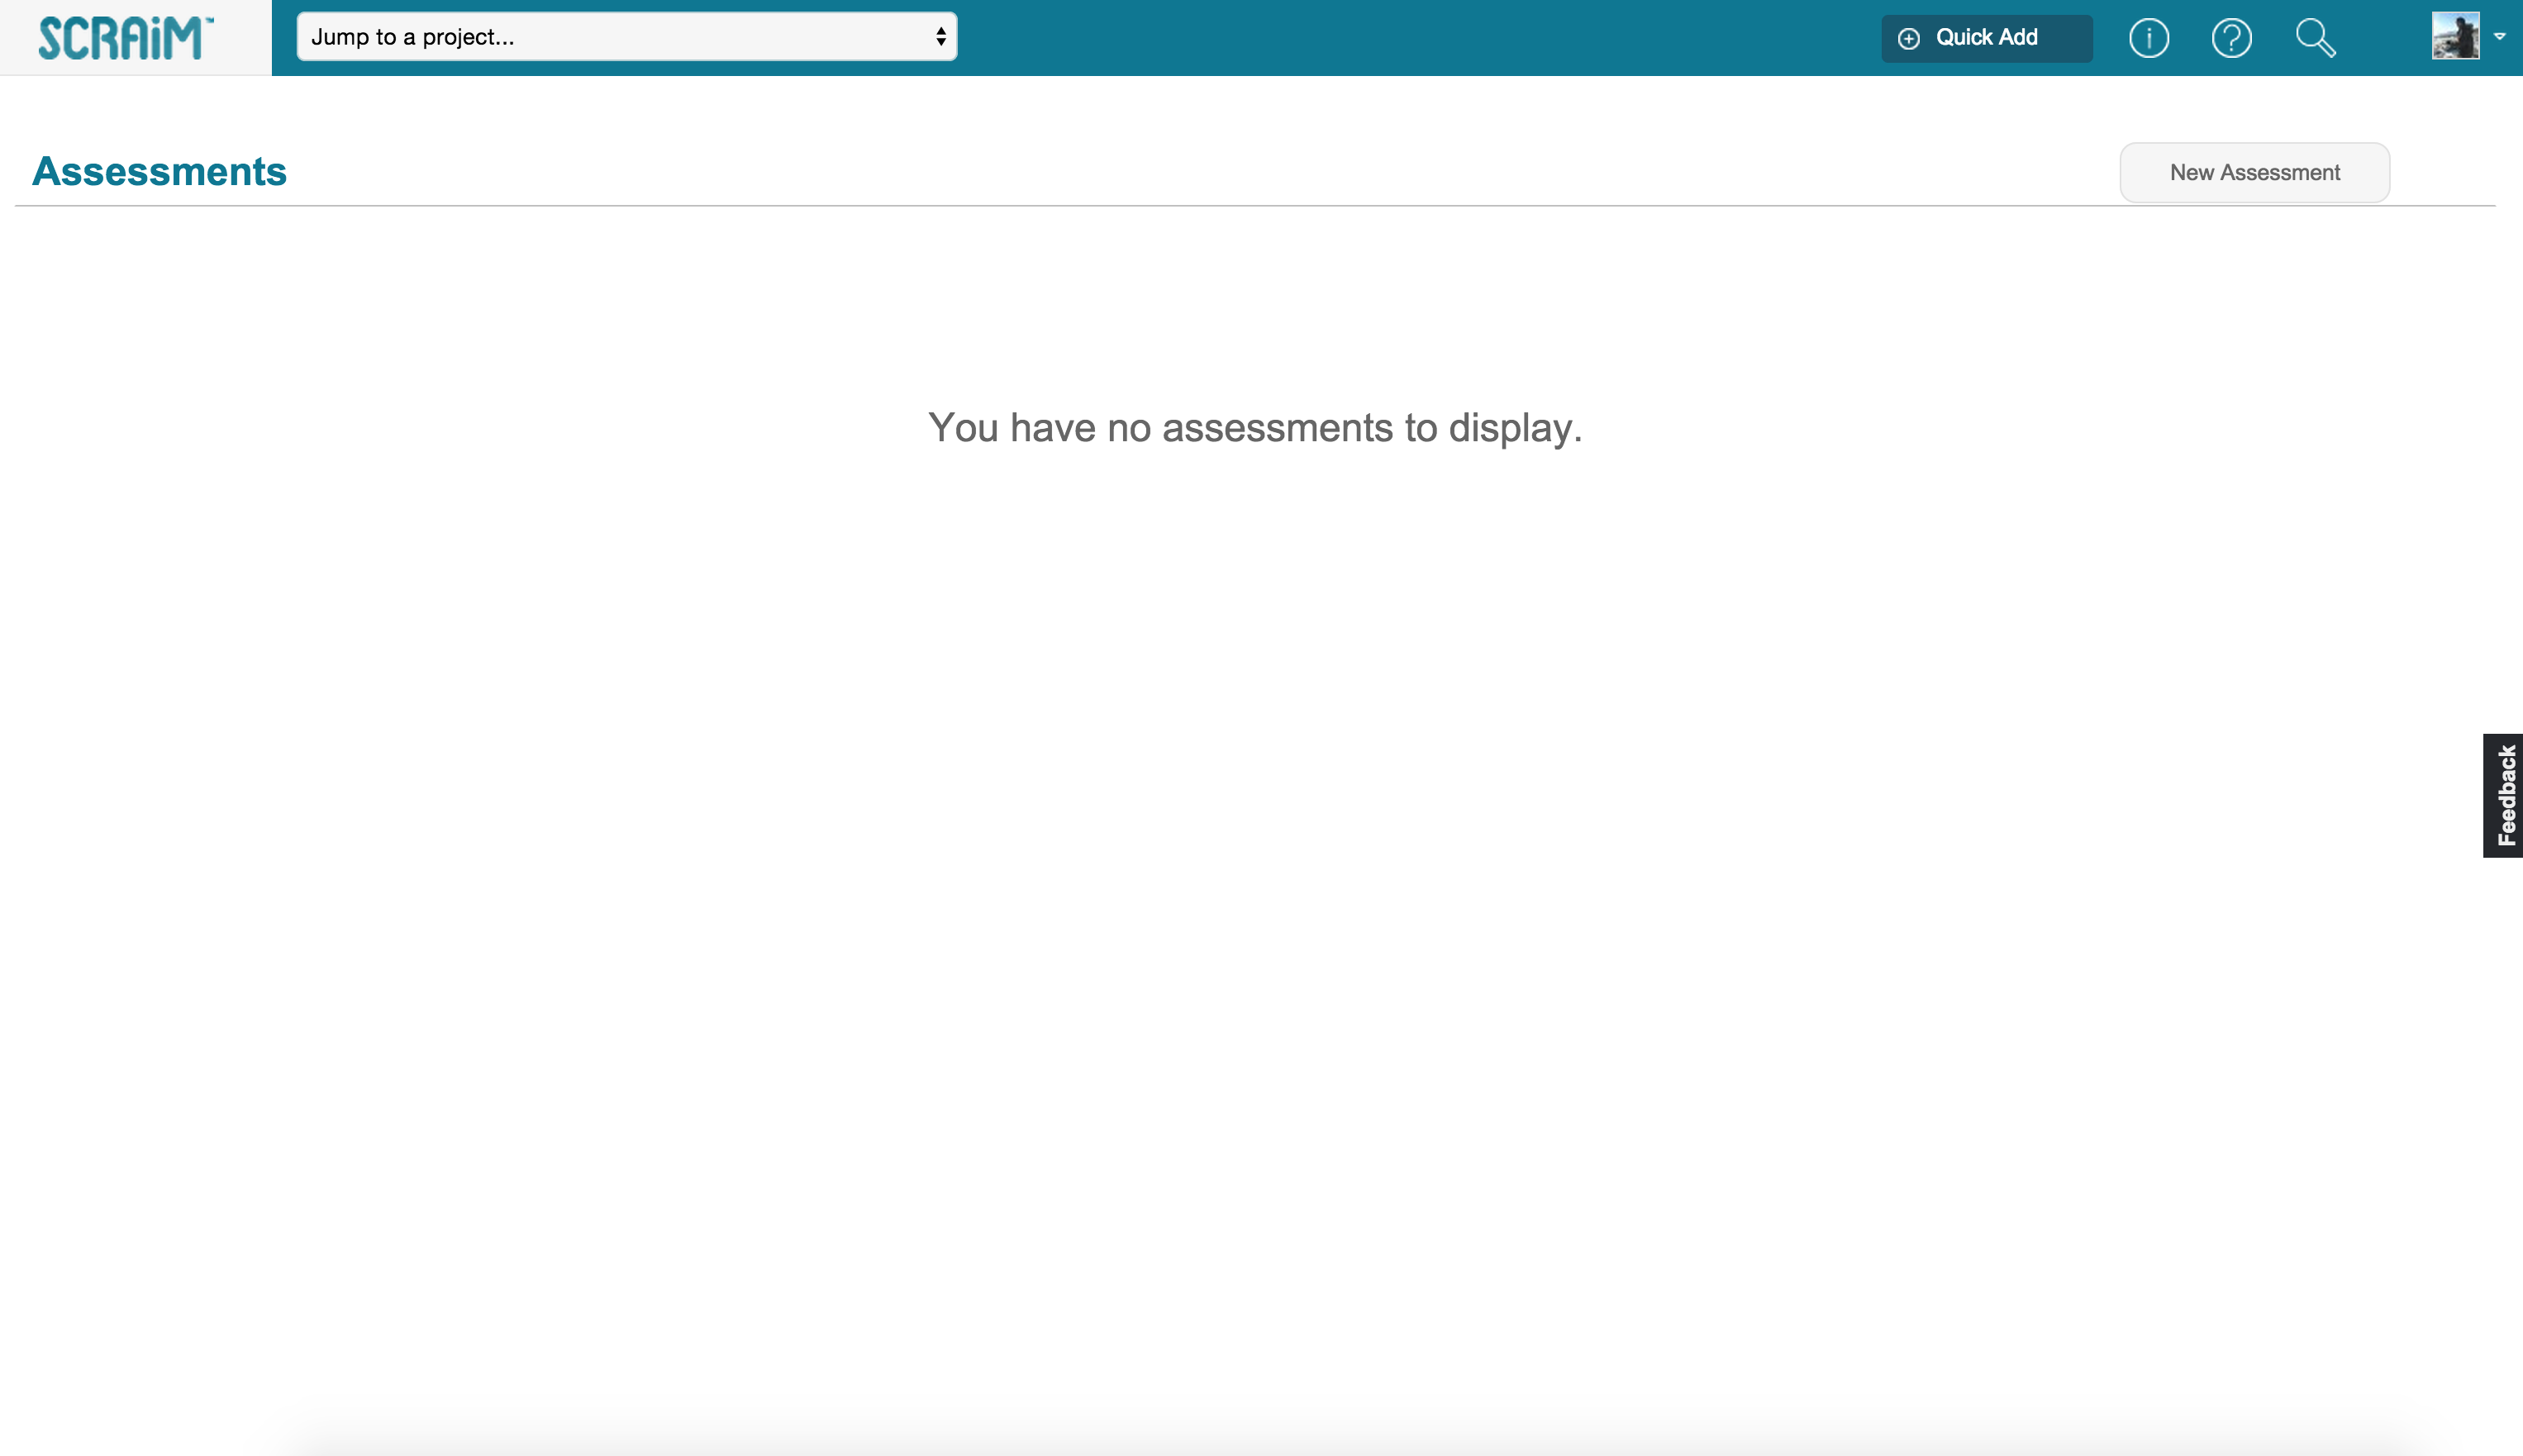 SCRAiM™
Jump to a project...
Quick Add
Assessments
New Assessment
You have no assessments to display.
Feedback